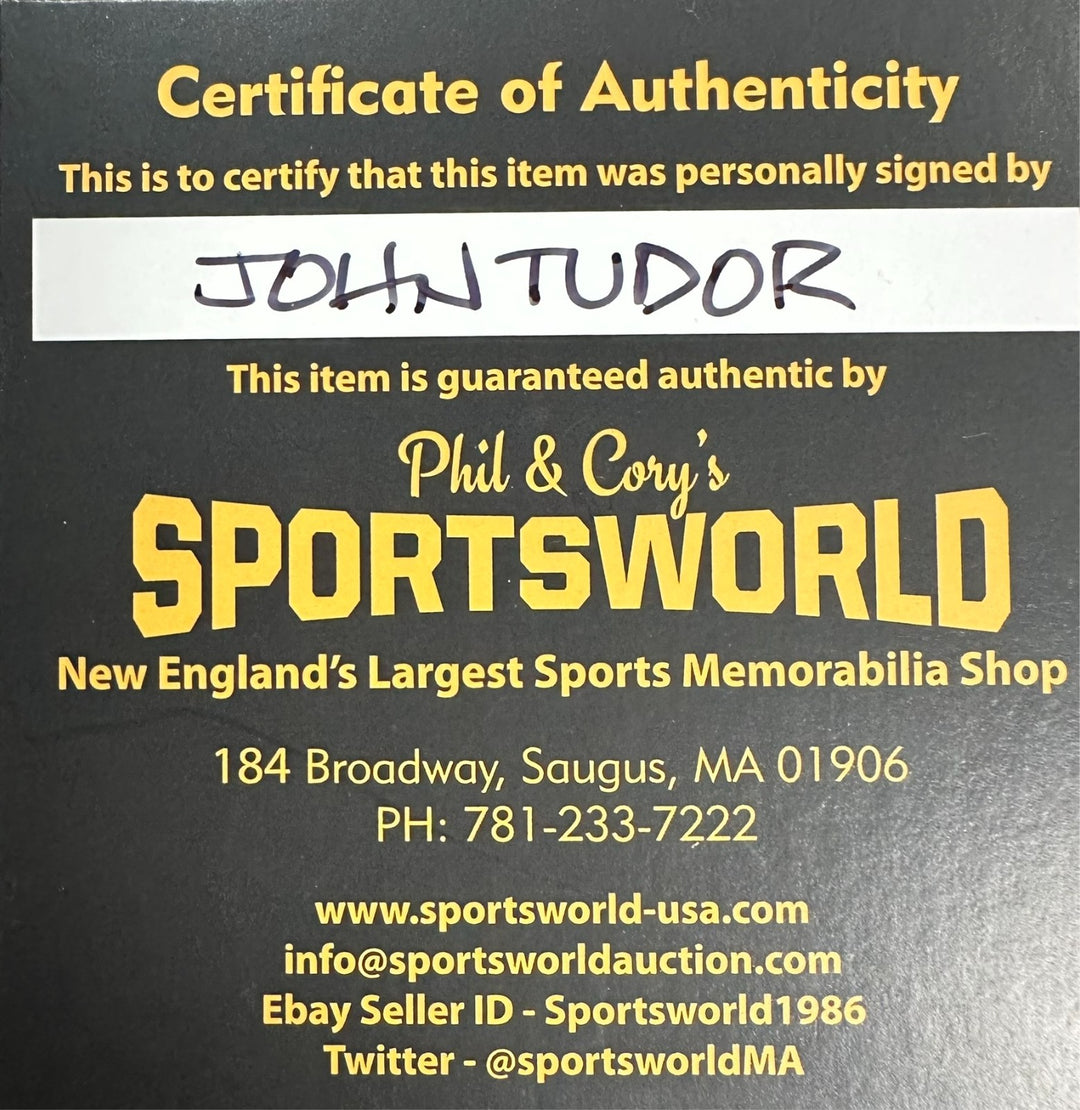 Certificate of Authenticity
This is to certify that this item was personally signed by
JOHN TUDOR
This item is guaranteed authentic by
Phil & Cory's
SPORTSWORLD
New England's Largest Sports Memorabilia Shop
184 Broadway, Saugus, MA 01906
PH: 781-233-7222
www.sportsworld-usa.com
info@sportsworldauction.com
Ebay Seller ID - Sportsworld1986
Twitter - @sportsworldMA